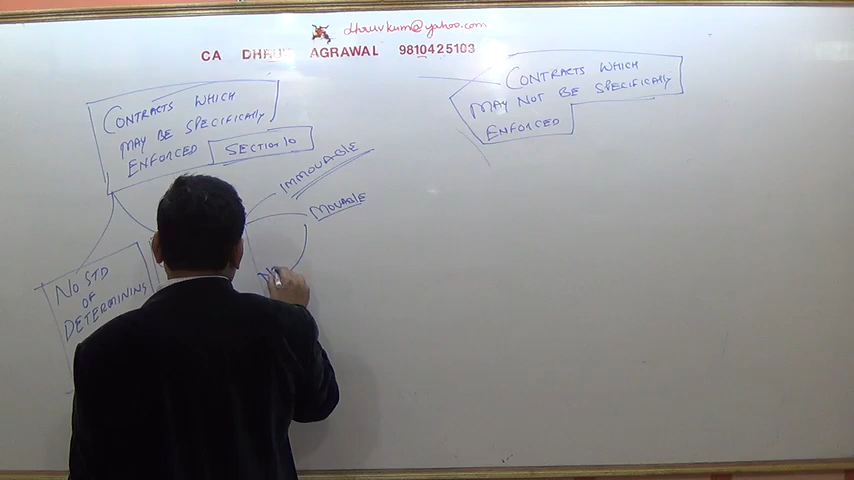 dhruvkum@yahoo.com
CA DHRUV AGRAWAL 9810425103
CONTRACTS WHICH
MAY BE SPECIFICALLY
ENFORCED
SECTION 10
IMMOVABLE
MOVABLE
NO STD
OF
DETERMINING
CONTRACTS WHICH
MAY NOT BE SPECIFICALLY
ENFORCED